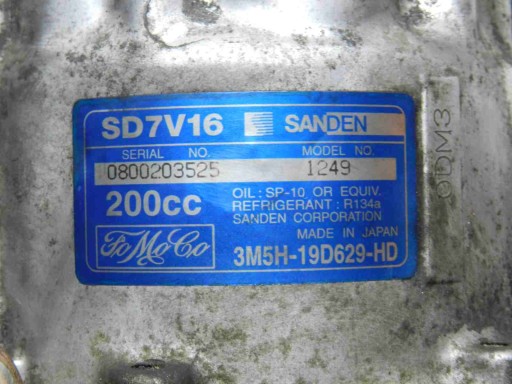 SD7V16 SANDEN
SERIAL NO. MODEL NO.
0800203525 1249
200cc
OIL : SP-10 OR EQUIV.
REFRIGERANT : R134a
SANDEN CORPORATION
MADE IN JAPAN
FoMoCo 3M5H-19D629-HD
ODM3